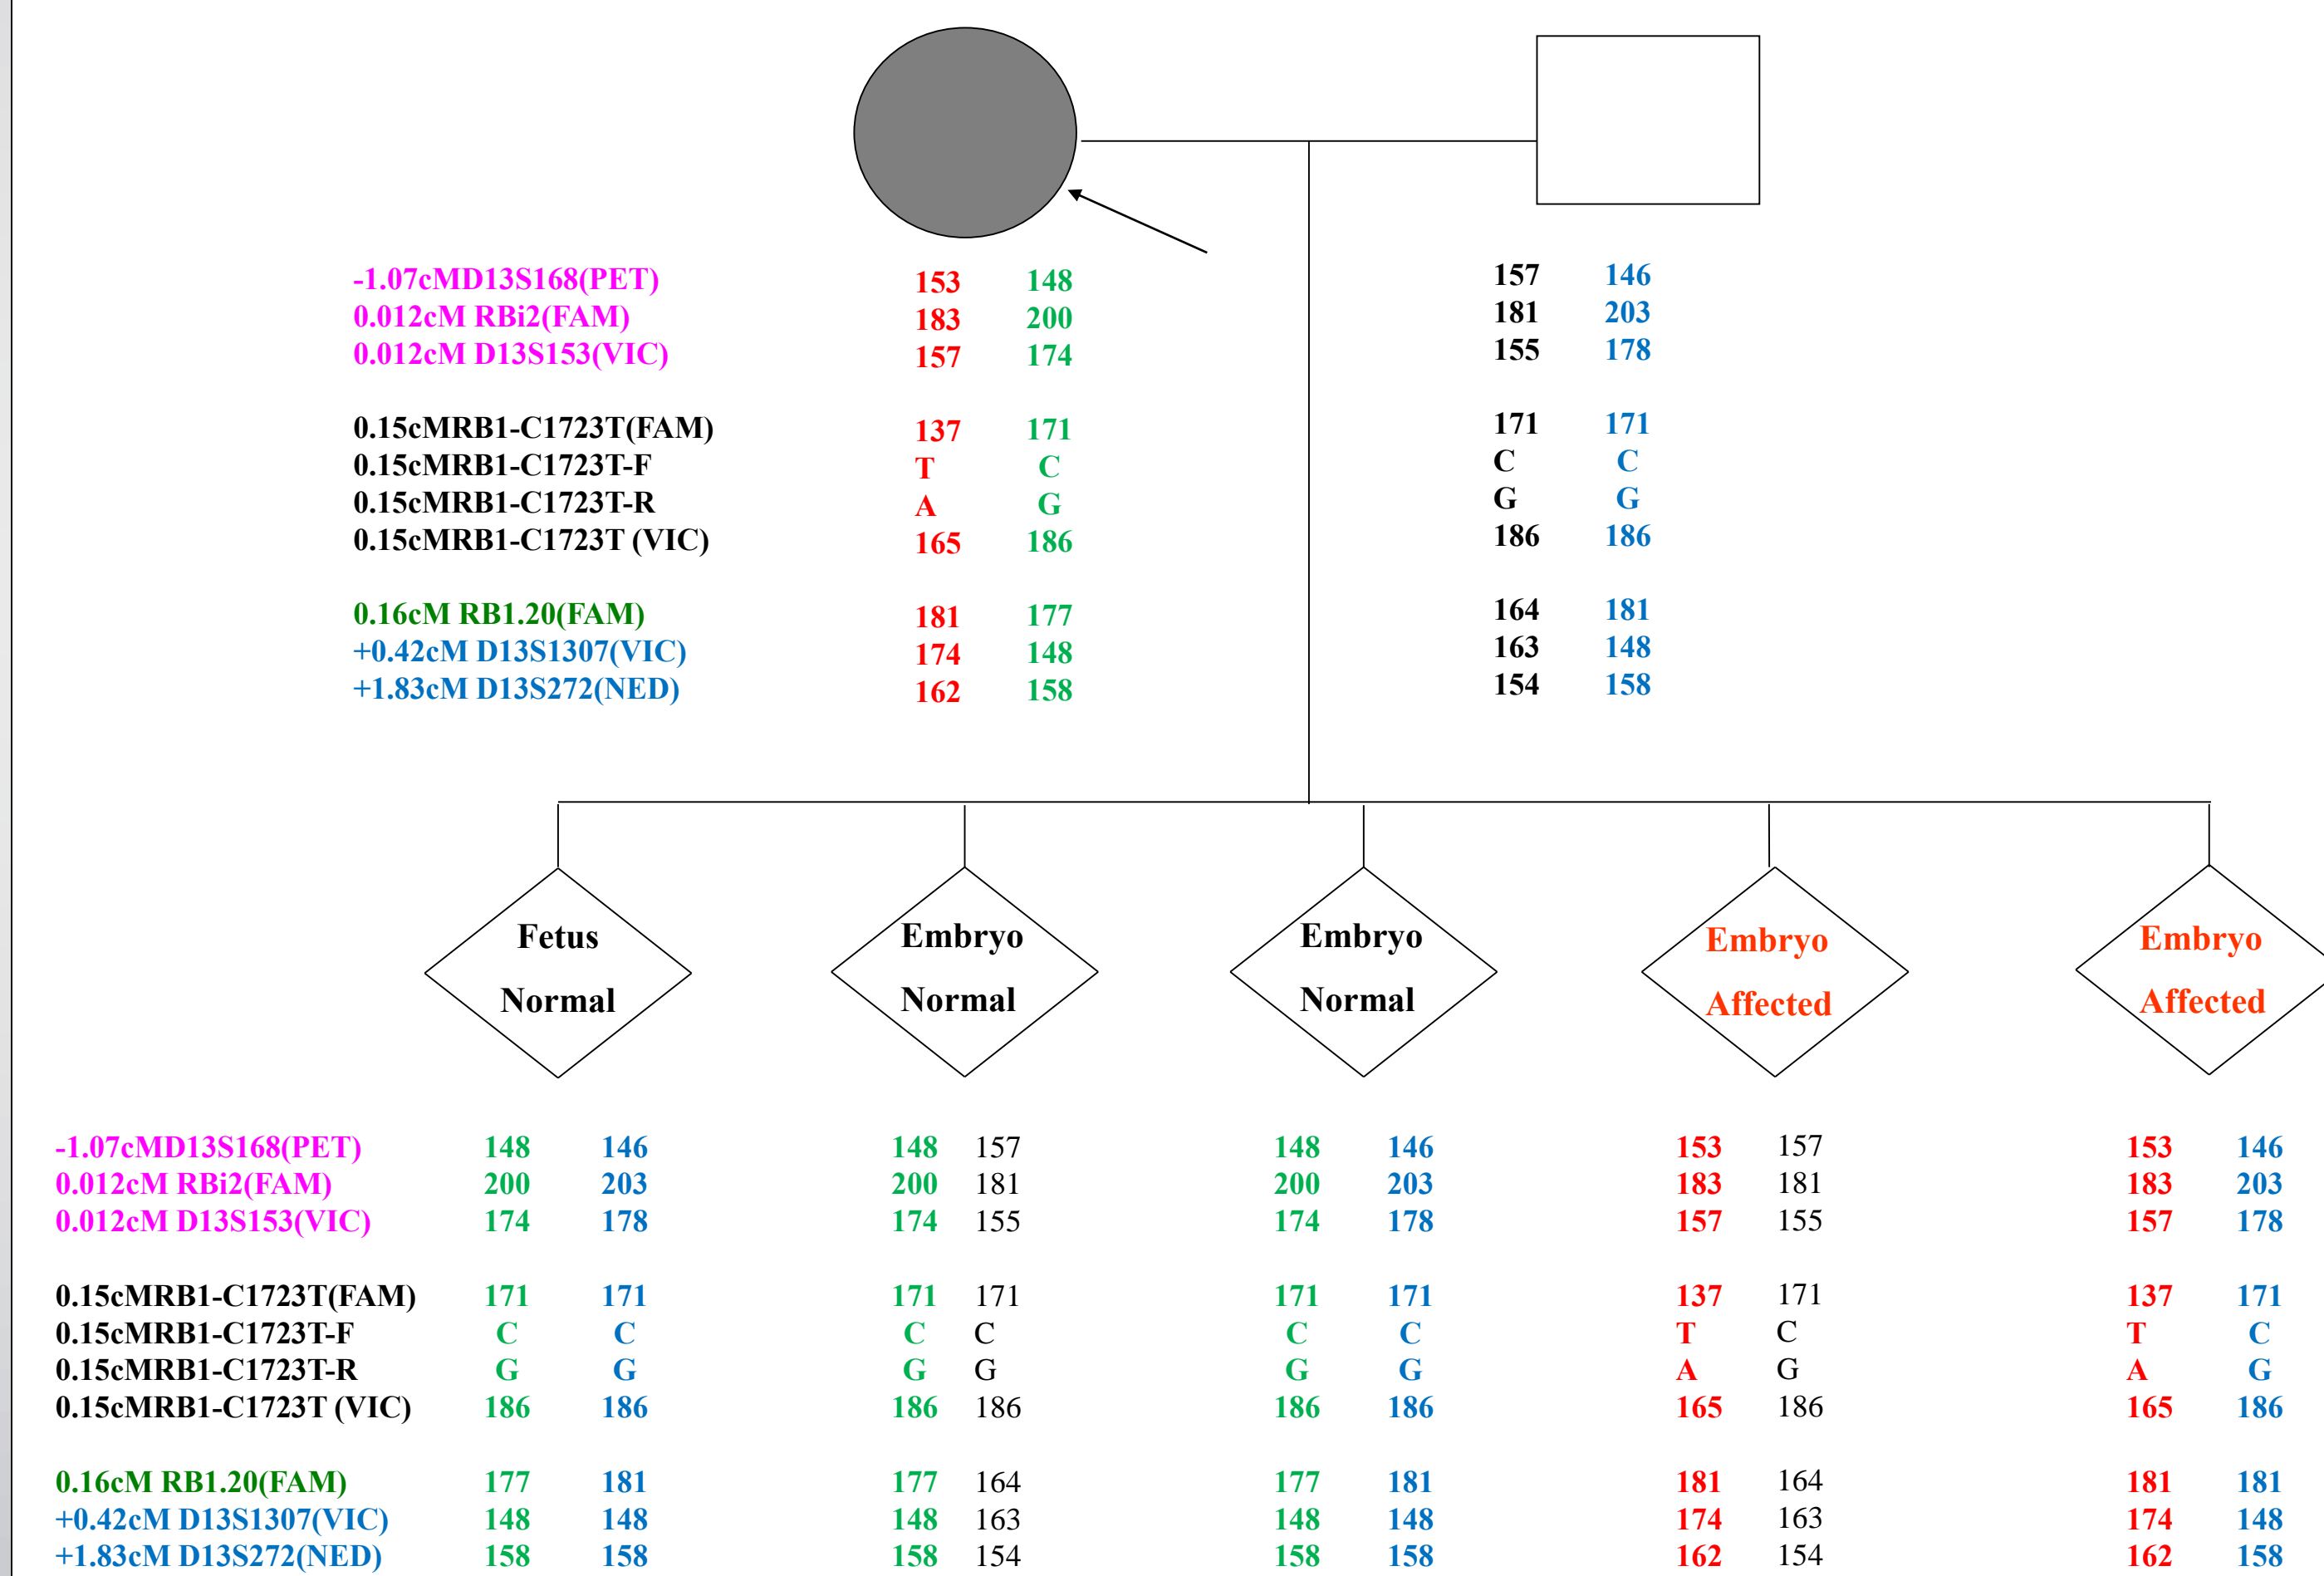 -1.07cMD13S168(PET) 153 148 157 146
0.012cM RBi2(FAM) 183 200 181 203
0.012cM D13S153(VIC) 157 174 155 178
0.15cMRB1-C1723T(FAM) 137 171 171 171
0.15cMRB1-C1723T-F T C C C
0.15cMRB1-C1723T-R A G G G
0.15cMRB1-C1723T (VIC) 165 186 186 186
0.16cM RB1.20(FAM) 181 177 164 181
+0.42cM D13S1307(VIC) 174 148 163 148
+1.83cM D13S272(NED) 162 158 154 158
Fetus Embryo Embryo Embryo Embryo
Normal Normal Normal Affected Affected
-1.07cMD13S168(PET) 148 146 148 157 148 146 153 157 153 146
0.012cM RBi2(FAM) 200 203 200 181 200 203 183 181 183 203
0.012cM D13S153(VIC) 174 178 174 155 174 178 157 155 157 178
0.15cMRB1-C1723T(FAM) 171 171 171 171 171 171 137 171 137 171
0.15cMRB1-C1723T-F C C C C C C T C T C
0.15cMRB1-C1723T-R G G G G G G A G A G
0.15cMRB1-C1723T (VIC) 186 186 186 186 186 186 165 186 165 186
0.16cM RB1.20(FAM) 177 181 177 164 177 181 181 164 181 181
+0.42cM D13S1307(VIC) 148 148 148 163 148 148 174 163 174 148
+1.83cM D13S272(NED) 158 158 158 154 158 158 162 154 162 158